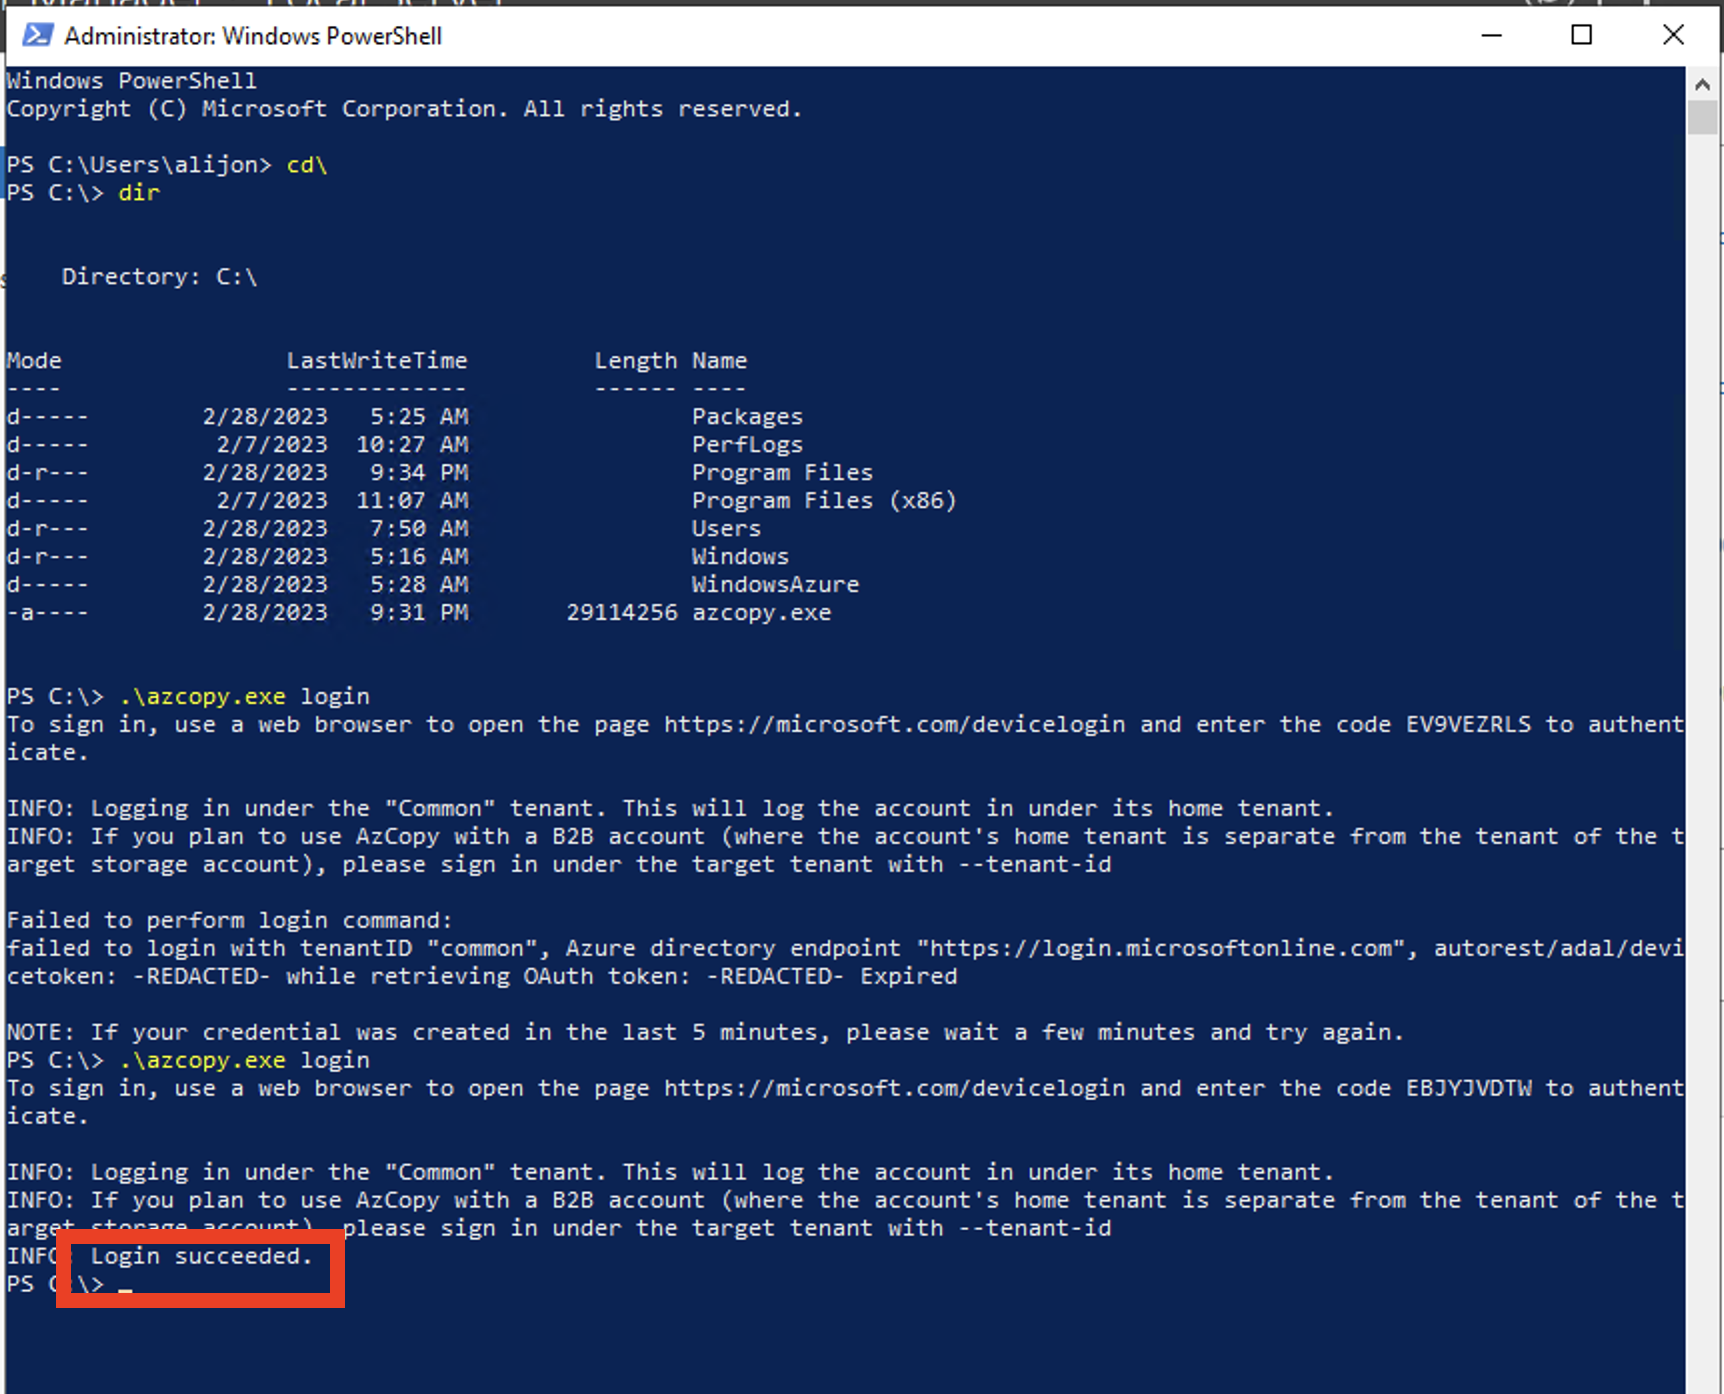 Administrator: Windows PowerShell
Windows PowerShell
Copyright (C) Microsoft Corporation. All rights reserved.
PS C:\Users\alijon> cd\
PS C:\> dir
Directory: C:\
Mode LastWriteTime Length Name
---- ------------- ------ ----
d----- 2/28/2023 5:25 AM Packages
d----- 2/7/2023 10:27 AM PerfLogs
d-r--- 2/28/2023 9:34 PM Program Files
d----- 2/7/2023 11:07 AM Program Files (x86)
d-r--- 2/28/2023 7:50 AM Users
d-r--- 2/28/2023 5:16 AM Windows
d----- 2/28/2023 5:28 AM WindowsAzure
-a---- 2/28/2023 9:31 PM 29114256 azcopy.exe
PS C:\> .\azcopy.exe login
To sign in, use a web browser to open the page https://microsoft.com/devicelogin and enter the code EV9VEZRLS to authent
icate.
INFO: Logging in under the "Common" tenant. This will log the account in under its home tenant.
INFO: If you plan to use AzCopy with a B2B account (where the account's home tenant is separate from the tenant of the t
arget storage account), please sign in under the target tenant with --tenant-id
Failed to perform login command:
failed to login with tenantID "common", Azure directory endpoint "https://login.microsoftonline.com", autorest/adal/devi
cetoken: -REDACTED- while retrieving OAuth token: -REDACTED- Expired
NOTE: If your credential was created in the last 5 minutes, please wait a few minutes and try again.
PS C:\> .\azcopy.exe login
To sign in, use a web browser to open the page https://microsoft.com/devicelogin and enter the code EBJYJVDTW to authent
icate.
INFO: Logging in under the "Common" tenant. This will log the account in under its home tenant.
INFO: If you plan to use AzCopy with a B2B account (where the account's home tenant is separate from the tenant of the t
arget storage account), please sign in under the target tenant with --tenant-id
INFO: Login succeeded.
PS C:\>